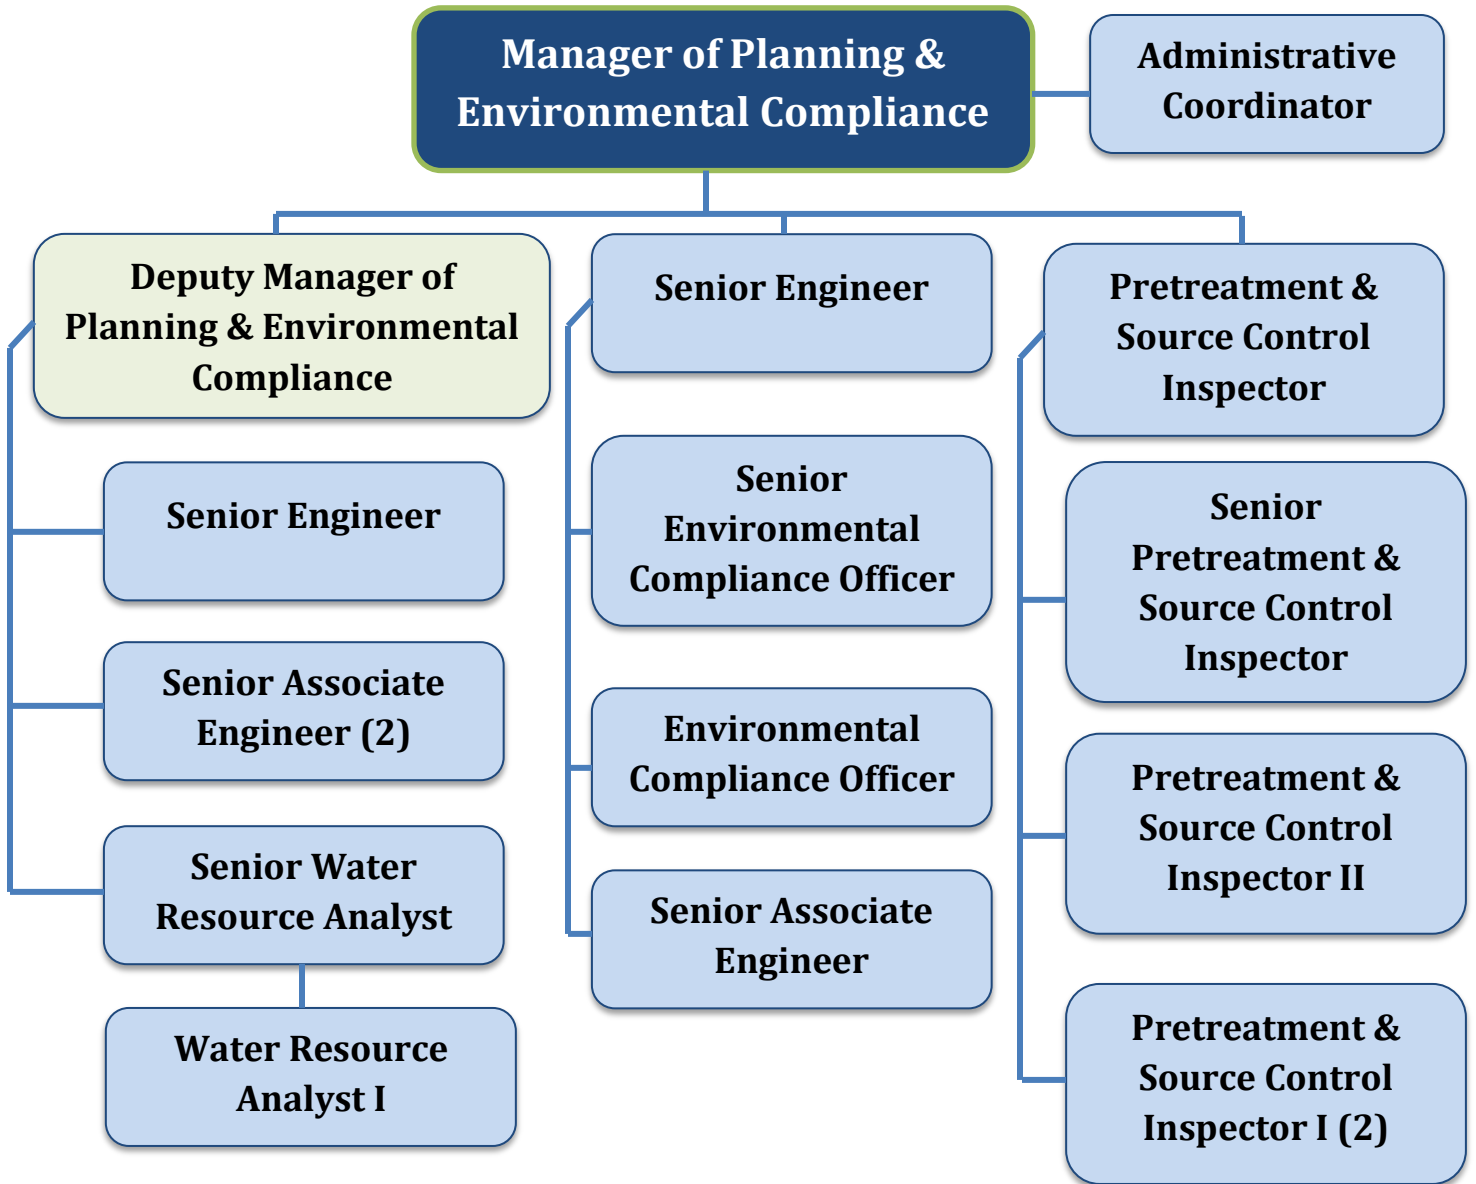 Manager of Planning &
Environmental Compliance
Administrative
Coordinator
Deputy Manager of
Planning & Environmental
Compliance
Senior Engineer
Senior Associate
Engineer (2)
Senior Water
Resource Analyst
Water Resource
Analyst I
Senior Engineer
Senior
Environmental
Compliance Officer
Environmental
Compliance Officer
Senior Associate
Engineer
Pretreatment &
Source Control
Inspector
Senior
Pretreatment &
Source Control
Inspector
Pretreatment &
Source Control
Inspector II
Pretreatment &
Source Control
Inspector I (2)